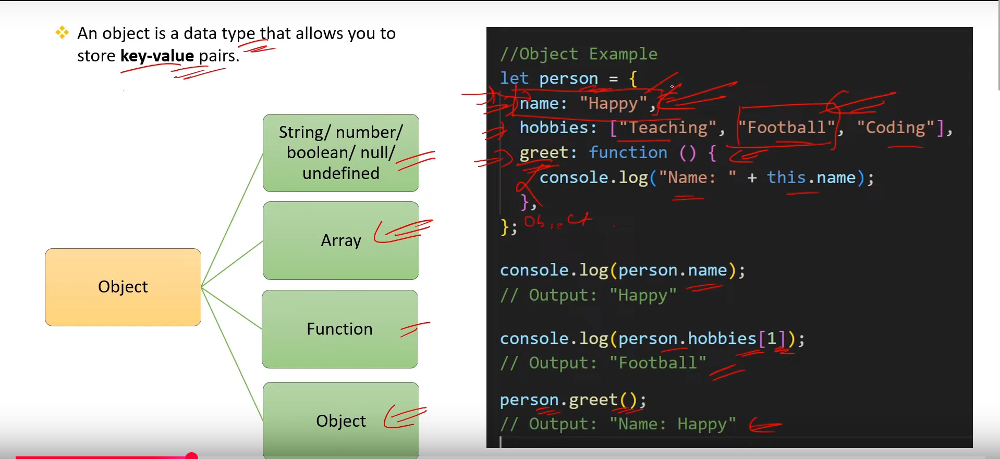 An object is a data type that allows you to
store key-value pairs.
Object
String/ number/
boolean/ null/
undefined
Array
Function
Object
//Object Example
let person = {
name: "Happy",
hobbies: ["Teaching", "Football", "Coding"],
greet: function () {
console.log("Name: " + this.name);
},
};
console.log(person.name);
// Output: "Happy"
console.log(person.hobbies[1]);
// Output: "Football"
person.greet();
// Output: "Name: Happy"